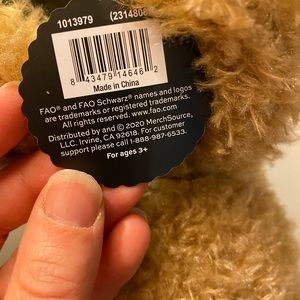 1013979 (2314808
8 43479 14646 2
Made in China
FAO® and FAO Schwarz® names and logos
are trademarks or registered trademarks.
All rights reserved. www.fao.com
Distributed by and © 2020 MerchSource,
LLC. Irvine, CA 92618. For customer
support please call 1-888-987-6533.
For ages 3+